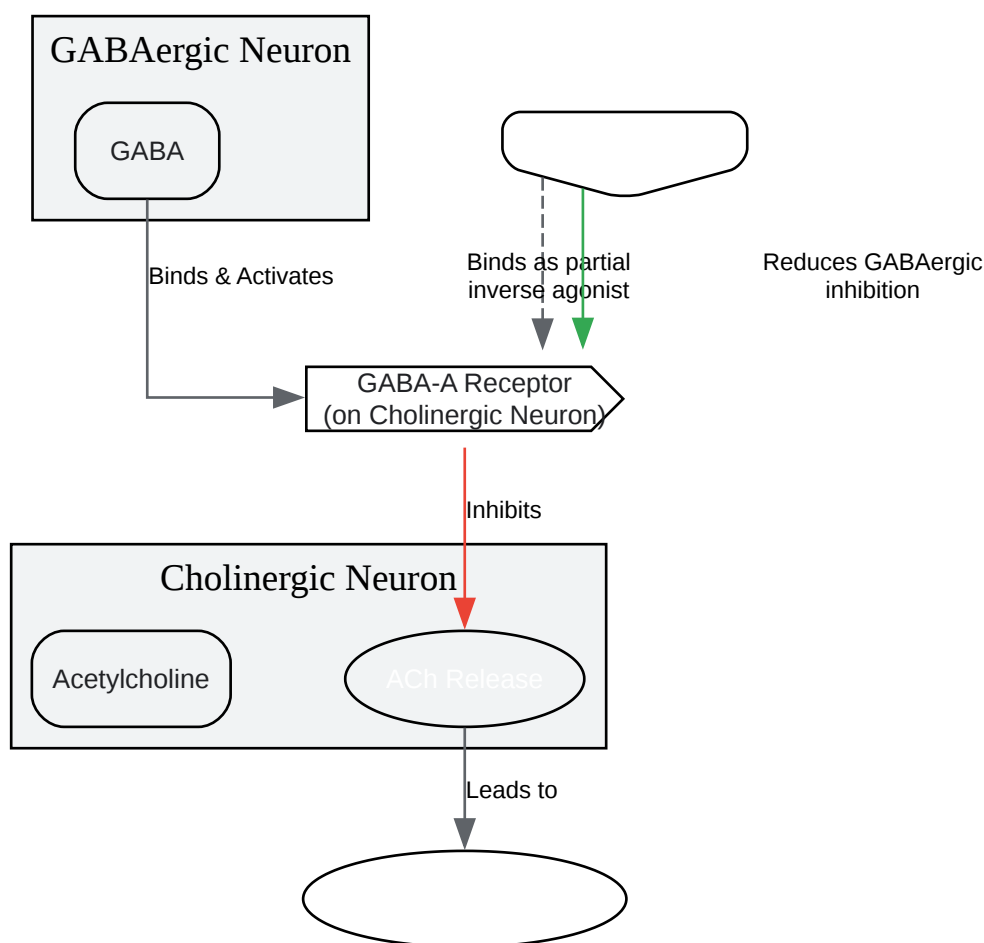 GABAergic Neuron
GABA
Binds & Activates
Binds as partial
inverse agonist
Reduces GABAergic
inhibition
GABA-A Receptor
(on Cholinergic Neuron)
Inhibits
Cholinergic Neuron
Acetylcholine
ACh Release
Leads to